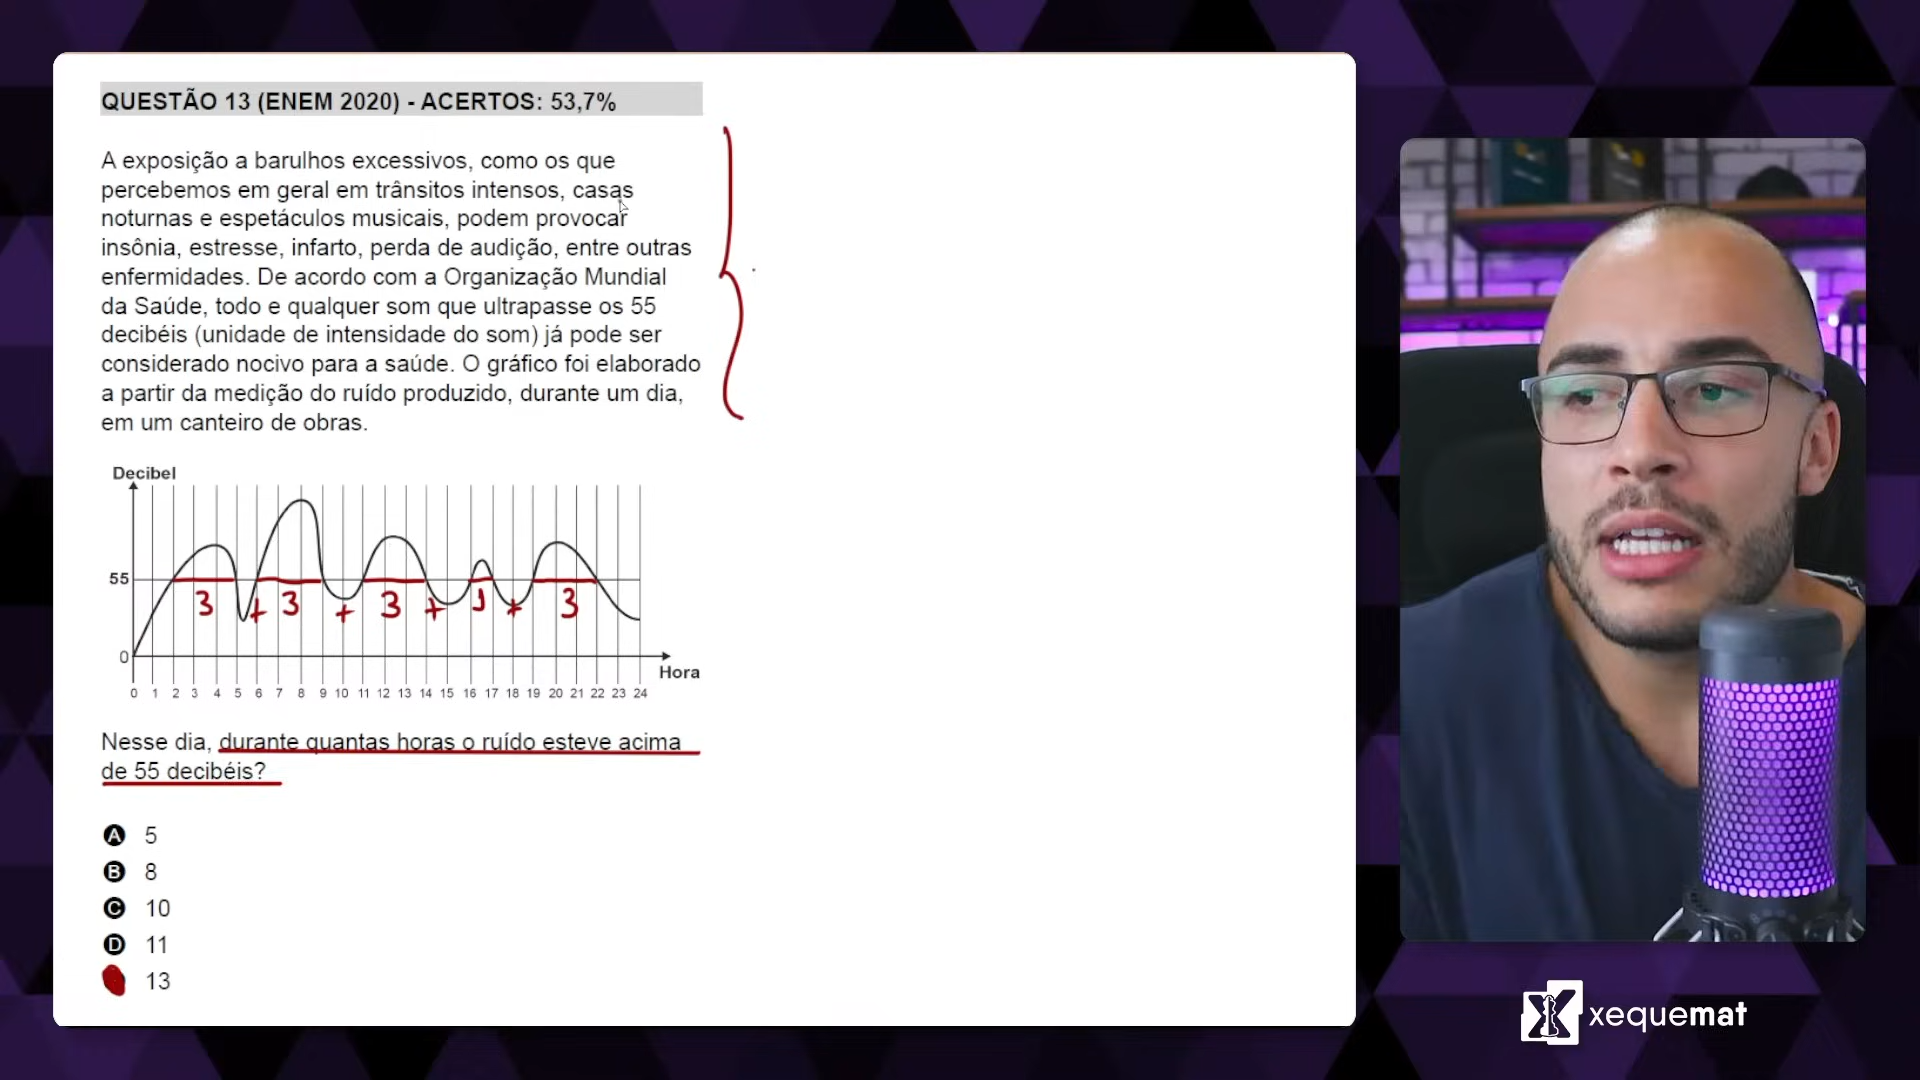 QUESTÃO 13 (ENEM 2020) - ACERTOS: 53,7%
A exposição a barulhos excessivos, como os que
percebemos em geral em trânsitos intensos, casas
noturnas e espetáculos musicais, podem provocar
insônia, estresse, infarto, perda de audição, entre outras
enfermidades. De acordo com a Organização Mundial
da Saúde, todo e qualquer som que ultrapasse os 55
decibéis (unidade de intensidade do som) já pode ser
considerado nocivo para a saúde. O gráfico foi elaborado
a partir da medição do ruído produzido, durante um dia,
em um canteiro de obras.
Decibel
55
3 + 3 + 3 + 1 + 3
0
Hora
0 1 2 3 4 5 6 7 8 9 10 11 12 13 14 15 16 17 18 19 20 21 22 23 24
Nesse dia, durante quantas horas o ruído esteve acima
de 55 decibéis?
A 5
B 8
C 10
D 11
13
xequemat